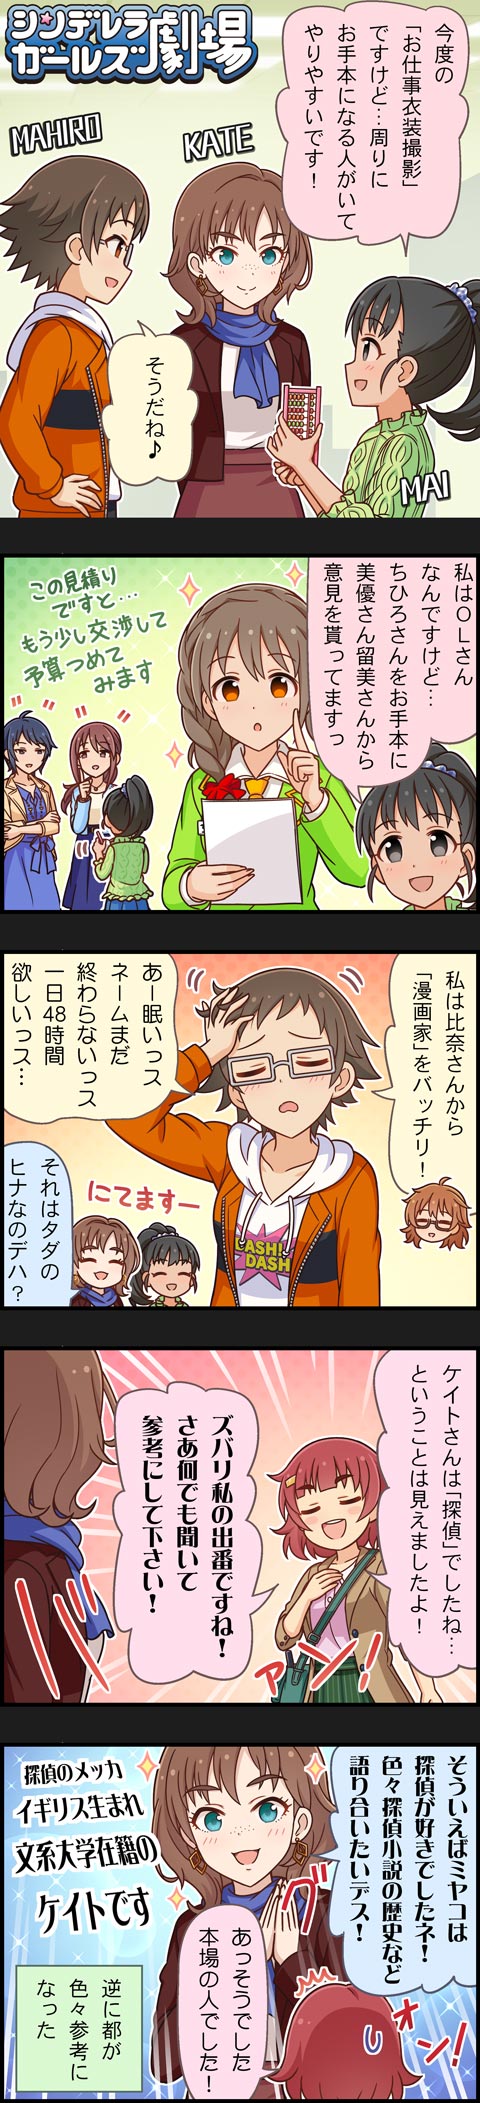 シンデレラ
ガールズ劇場
今度の
「お仕事衣装撮影」
ですけど…周りに
お手本になる人がいて
やりやすいです！
MAHIRO
KATE
そうだね♪
MAI
私はＯＬさん
なんですけど…
ちひろさんをお手本に
美優さん留美さんから
意見を貰ってますっ
この見積り
ですと…
もう少し交渉して
予算つめて
みます
私は比奈さんから
「漫画家」をバッチリ！
あー眠いっス
ネームまだ
終わらないっス
一日48時間
欲しいっス…
DASH!
DASH
にてますー
それはタダの
ヒナなのデハ？
ケイトさんは「探偵」でしたね…
ということは見えましたよ！
ズバリ私の出番ですね！
さあ何でも聞いて
参考にして下さい！
バァン！
そういえばミヤコは
探偵が好きでしたネ！
色々探偵小説の歴史など
語り合いたいデス！
探偵のメッカ
イギリス生まれ
文系大学在籍の
ケイトです
グォン！
あっそうでした
本場の人でした！
逆に都が
色々参考に
なった